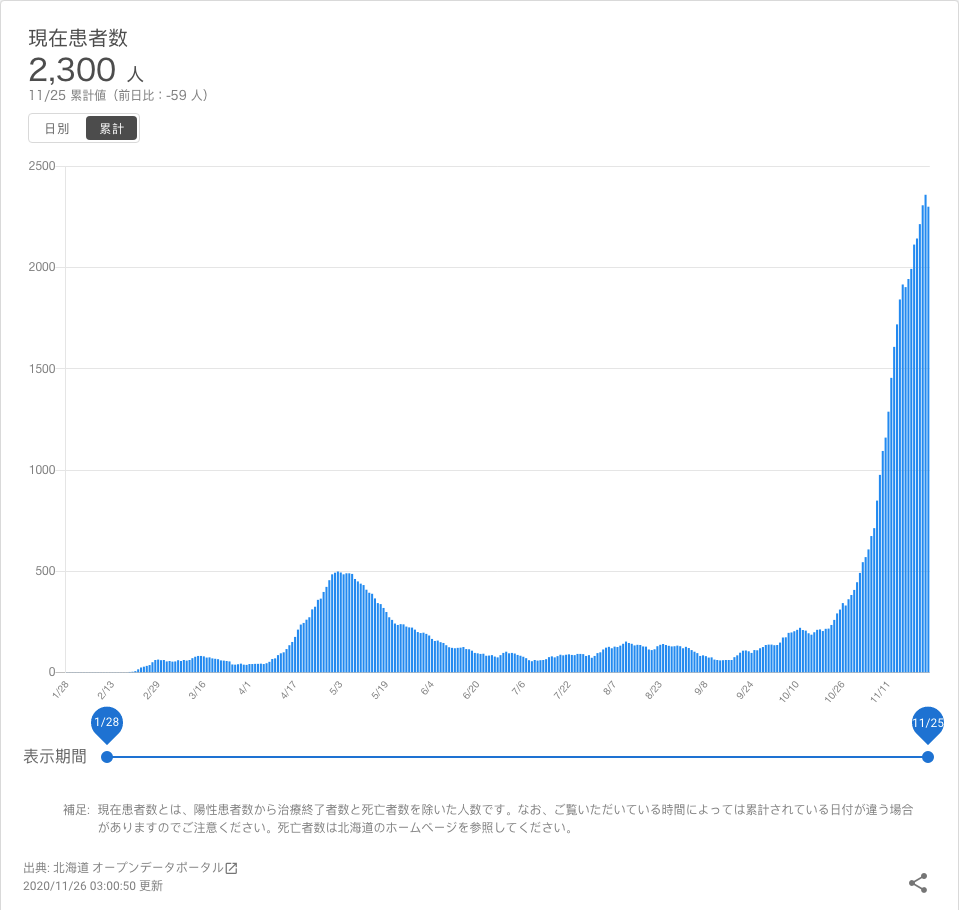 現在患者数
2,300 人
11/25 累計値（前日比：-59 人）
日別 累計
2500
2000
1500
1000
500
0
1/28 2/13 2/29 3/16 4/1 4/17 5/3 5/19 6/4 6/20 7/6 7/22 8/7 8/23 9/8 9/24 10/10 10/26 11/11
1/28 11/25
表示期間
補足: 現在患者数とは、陽性患者数から治療終了者数と死亡者数を除いた人数です。なお、ご覧いただいている時間によっては累計されている日付が違う場合
がありますのでご注意ください。死亡者数は北海道のホームページを参照してください。
出典: 北海道 オープンデータポータル
2020/11/26 03:00:50 更新